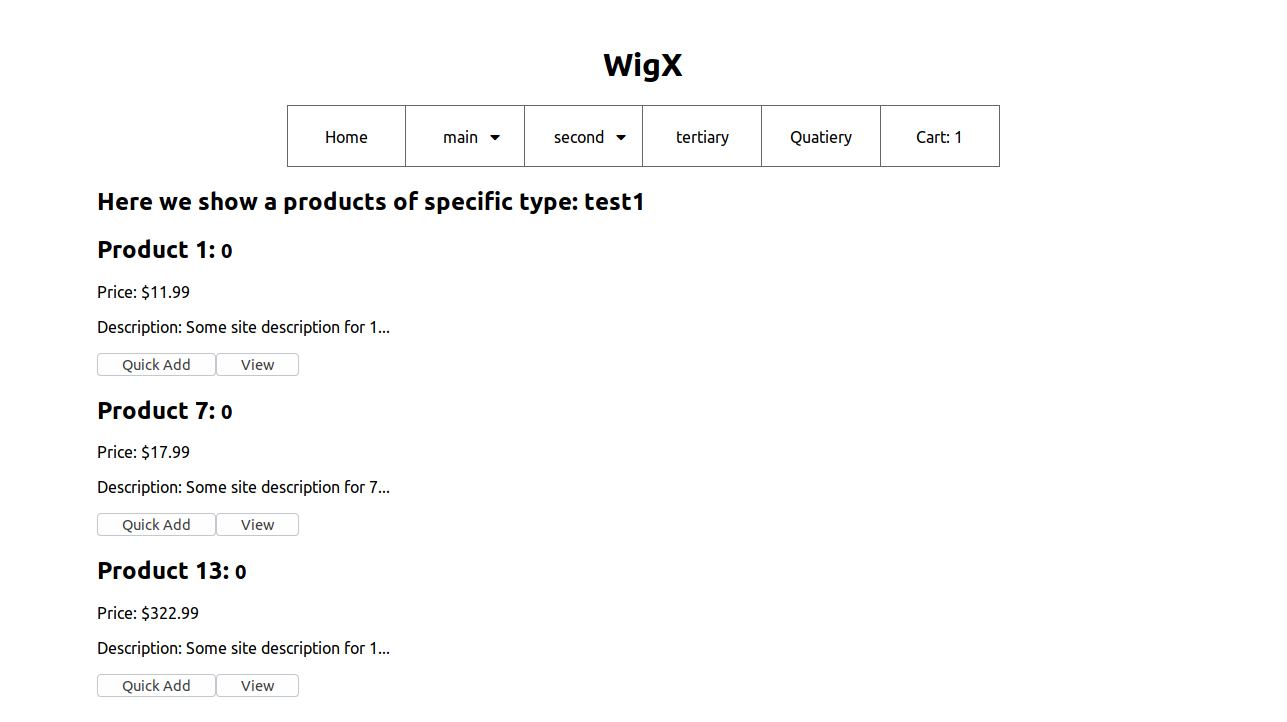 WigX
Home main second tertiary Quatiery Cart: 1
Here we show a products of specific type: test1
Product 1: 0
Price: $11.99
Description: Some site description for 1...
Quick Add View
Product 7: 0
Price: $17.99
Description: Some site description for 7...
Quick Add View
Product 13: 0
Price: $322.99
Description: Some site description for 1...
Quick Add View